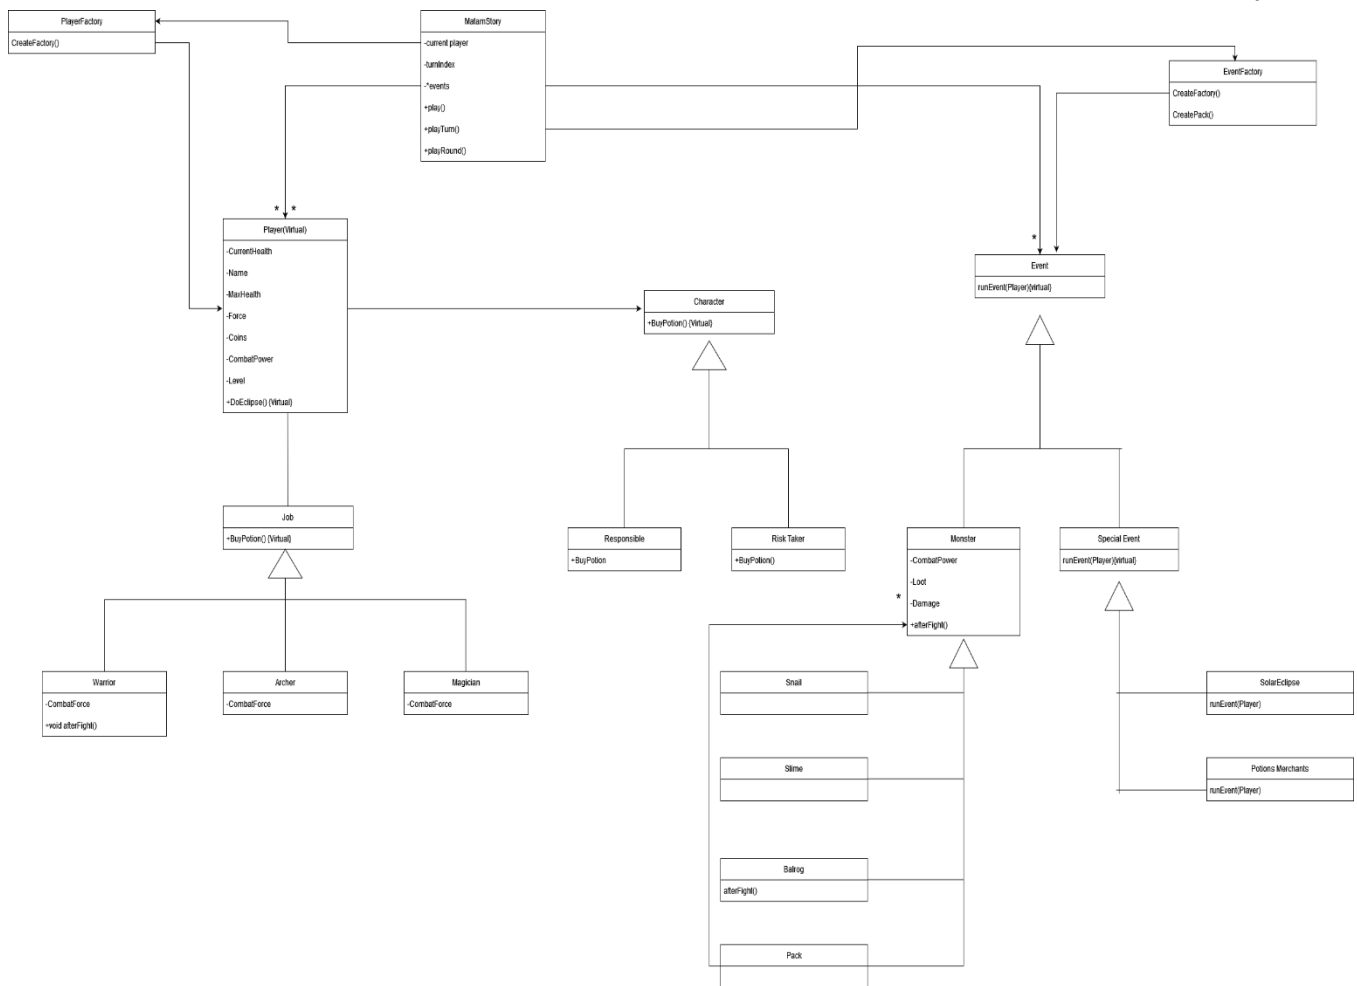 PlayerFactory
CreateFactory()
MatamStory
-current player
-turnIndex
-*events
+play()
+playTurn()
+playRound()
EventFactory
CreateFactory()
CreatePack()
* *
Player(Virtual)
-CurrentHealth
-Name
-MaxHealth
-Force
-Coins
-CombatPower
-Level
+DoEclipse() {Virtual}
Character
+BuyPotion() {Virtual}
*
Event
runEvent(Player){virtual}
Job
+BuyPotion() {Virtual}
Responsible
+BuyPotion
Risk Taker
+BuyPotion()
Monster
-CombatPower
-Loot
-Damage
+afterFight()
*
Special Event
runEvent(Player){virtual}
Warrior
-CombatForce
+void afterFight()
Archer
-CombatForce
Magician
-CombatForce
Snail
Slime
Balrog
afterFight()
Pack
SolarEclipse
runEvent(Player)
Potions Merchants
runEvent(Player)